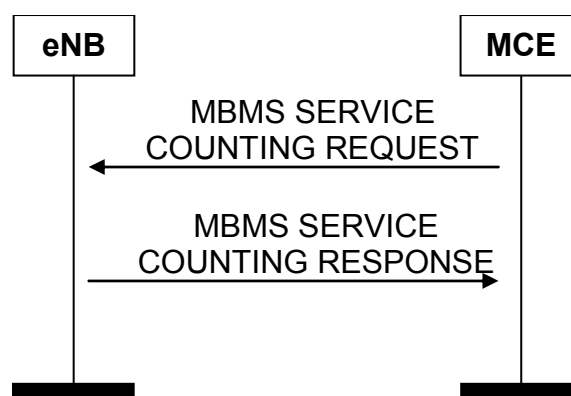 eNB
MCE
MBMS SERVICE
COUNTING REQUEST
MBMS SERVICE
COUNTING RESPONSE